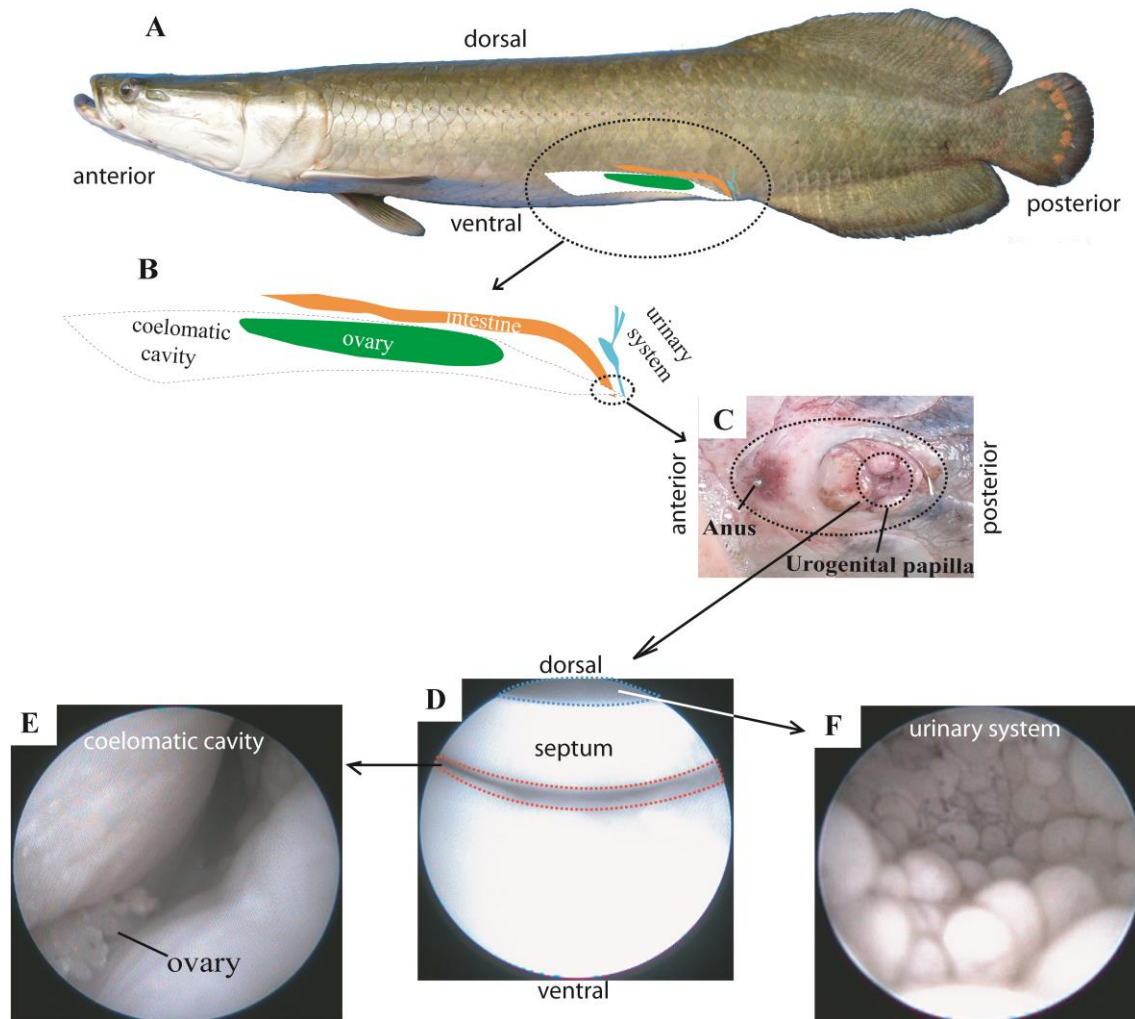 A
dorsal
anterior
ventral
posterior
B
coelomatic
cavity
ovary
intestine
urinary
system
C
anterior
posterior
Anus
Urogenital papilla
dorsal
D
septum
ventral
E
coelomatic cavity
ovary
F
urinary system